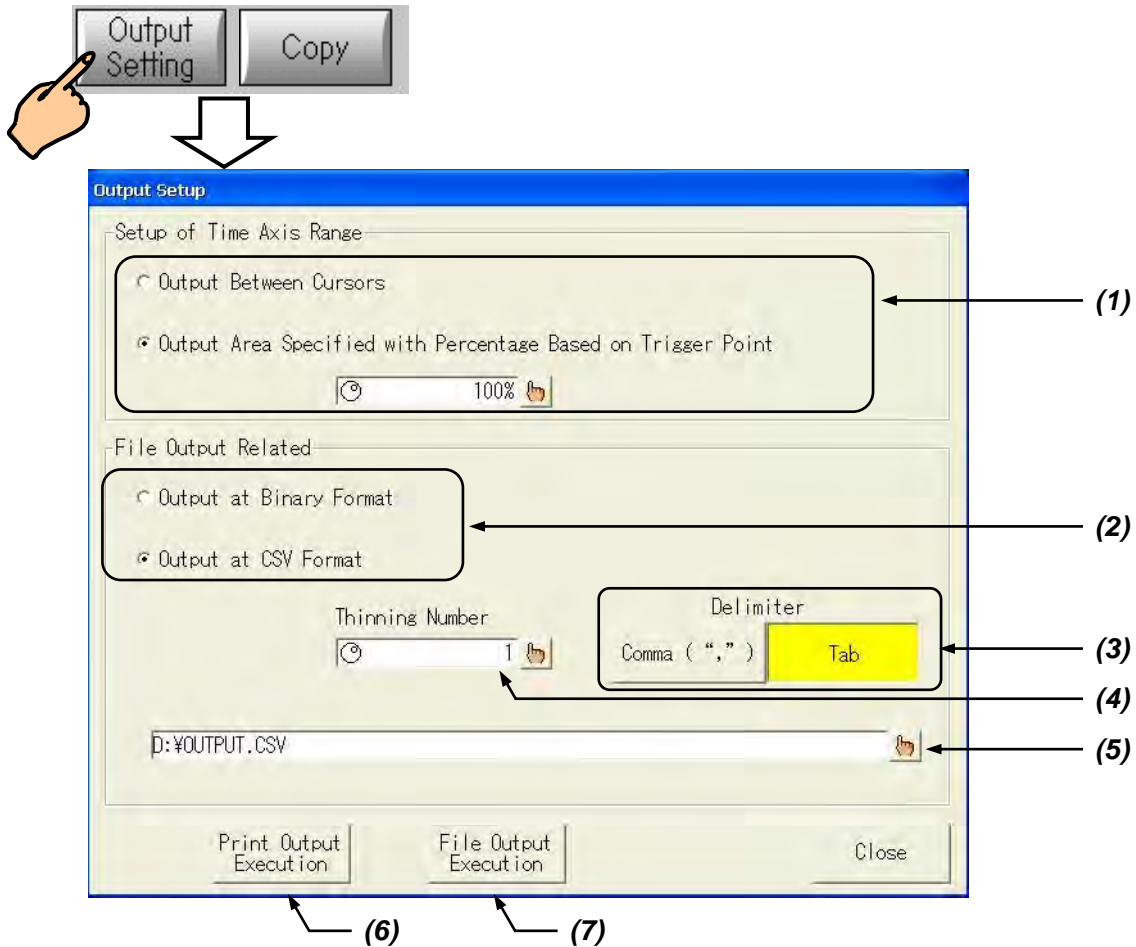 Output
Setting
Copy
Output Setup
Setup of Time Axis Range
Output Between Cursors
(1)
Output Area Specified with Percentage Based on Trigger Point
100%
File Output Related
Output at Binary Format
(2)
Output at CSV Format
Thinning Number
Delimiter
1
Comma ( “,” )
Tab
(3)
(4)
D:¥OUTPUT.CSV
(5)
Print Output
Execution
File Output
Execution
Close
(6)
(7)